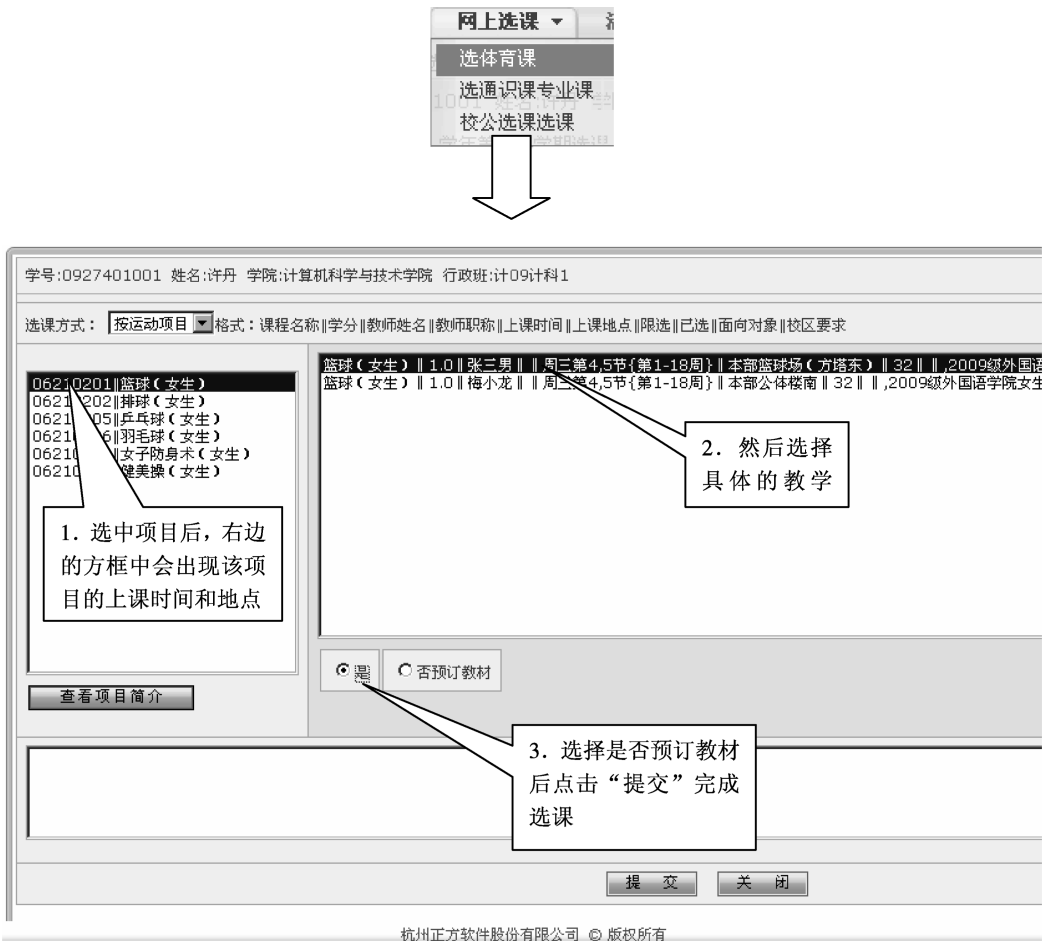 网上选课
选体育课
选通识课专业课
校公选课选课
学号:0927401001 姓名:许丹 学院:计算机科学与技术学院 行政班:计09计科1
选课方式： 按运动项目 格式：课程名称‖学分‖教师姓名‖教师职称‖上课时间‖上课地点‖限选‖已选‖面向对象‖校区要求
06210201‖篮球(女生)
06210202‖排球(女生)
0621 05‖乒乓球(女生)
0621 6‖羽毛球(女生)
06210 ‖女子防身术(女生)
06210 健美操(女生)
篮球(女生)‖1.0‖张三男‖‖周三第4,5节{第1-18周}‖本部篮球场(方塔东)‖32‖‖,2009级外国语
篮球(女生)‖1.0‖梅小龙‖‖周三第4,5节{第1-18周}‖本部公体楼南‖32‖‖,2009级外国语学院女生
1. 选中项目后，右边
的方框中会出现该项
目的上课时间和地点
2. 然后选择
具体的教学
是 否预订教材
查看项目简介
3. 选择是否预订教材
后点击“提交”完成
选课
提 交 关 闭
杭州正方软件股份有限公司 © 版权所有